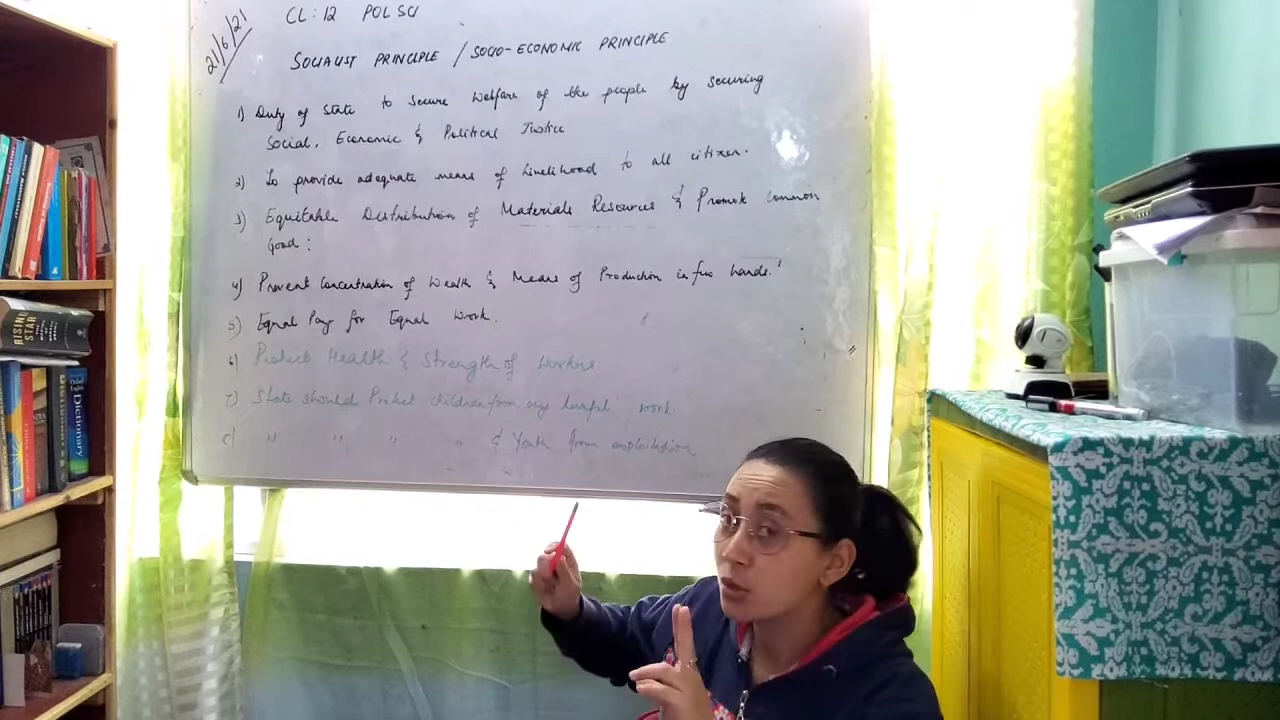 21/6/21
CL: 12 POL SCI
SOCIALIST PRINCIPLE / SOCIO-ECONOMIC PRINCIPLE
1) Duty of State to Secure Welfare of the people by securing
Social, Economic & Political Justice
2) To provide adequate means of Livelihood to all citizen.
3) Equitable Distribution of Materials Resources & Promote Common
Good:
4) Prevent Concentration of Wealth & Means of Production in few hands.
5) Equal Pay for Equal Work.
6) Protect Health & Strength of Workers
7) State should Protect children from any harmful work.
8) " " " " & Youth from exploitation
RISING STAR
Oxford
Dictionary